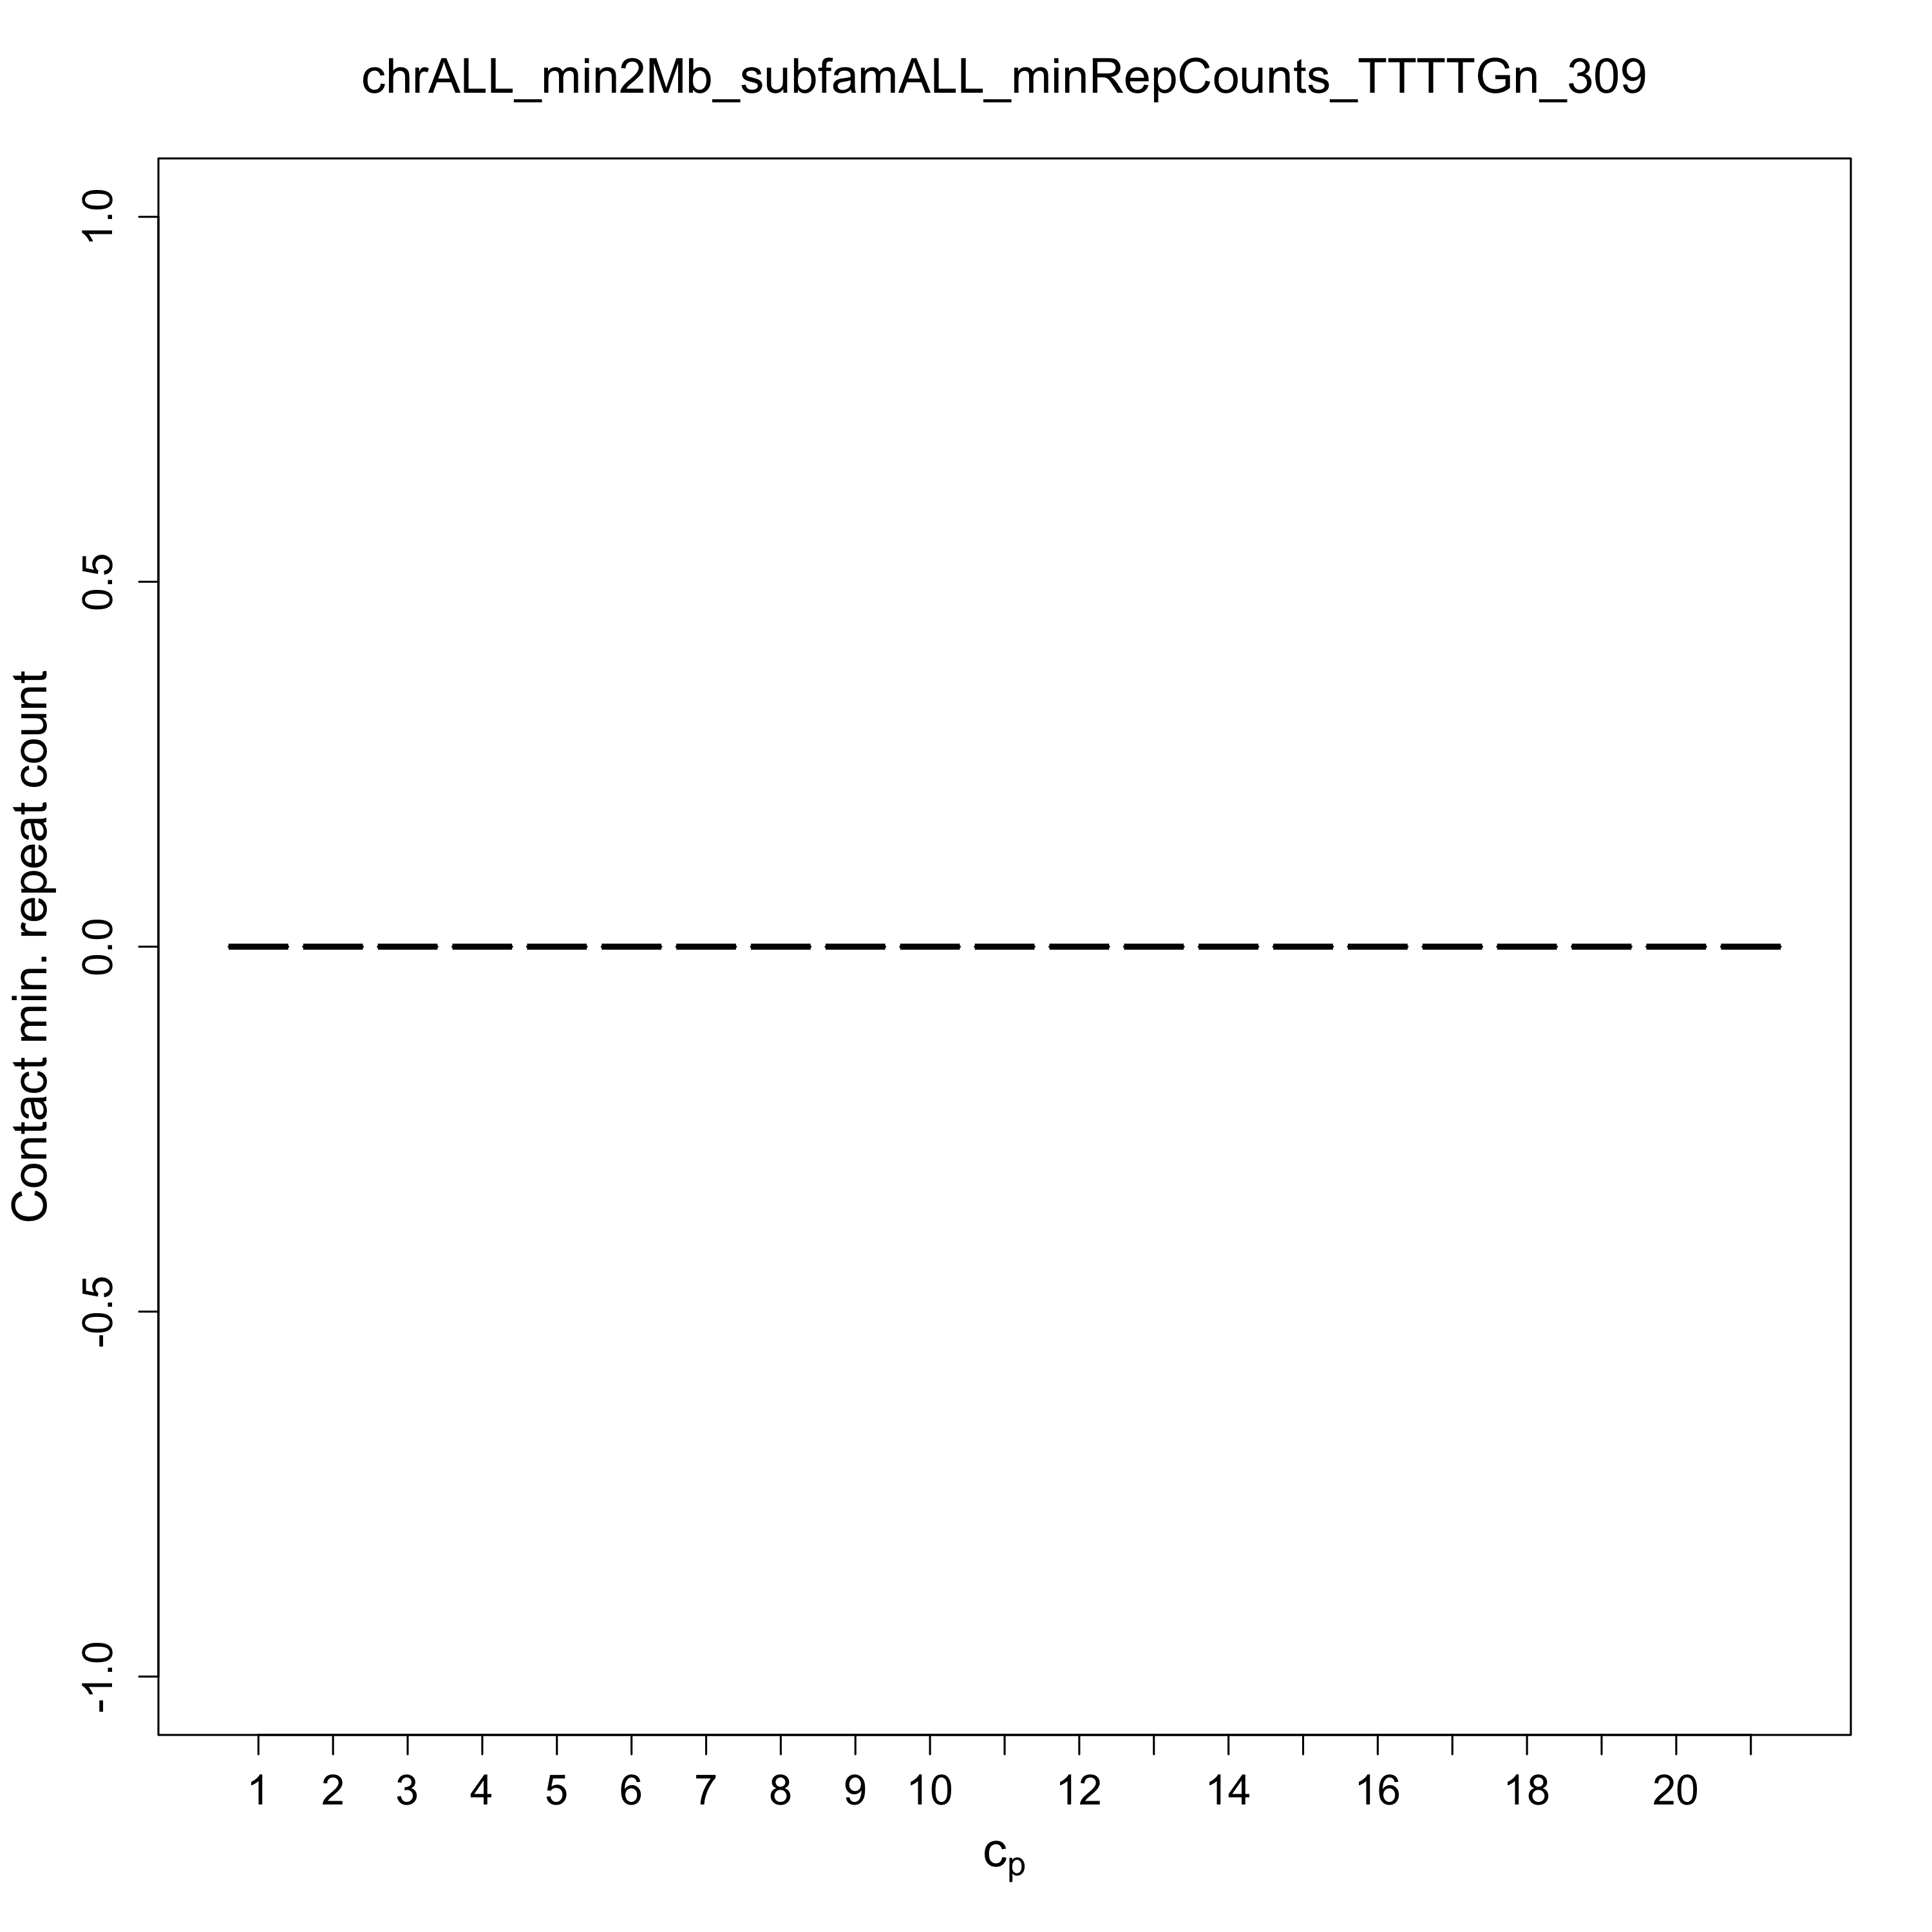 chrALL_min2Mb_subfamALL_minRepCounts_TTTTGn_309
Contact min. repeat count
1.0
0.5
0.0
-0.5
-1.0
1 2 3 4 5 6 7 8 9 10 12 14 16 18 20
cp